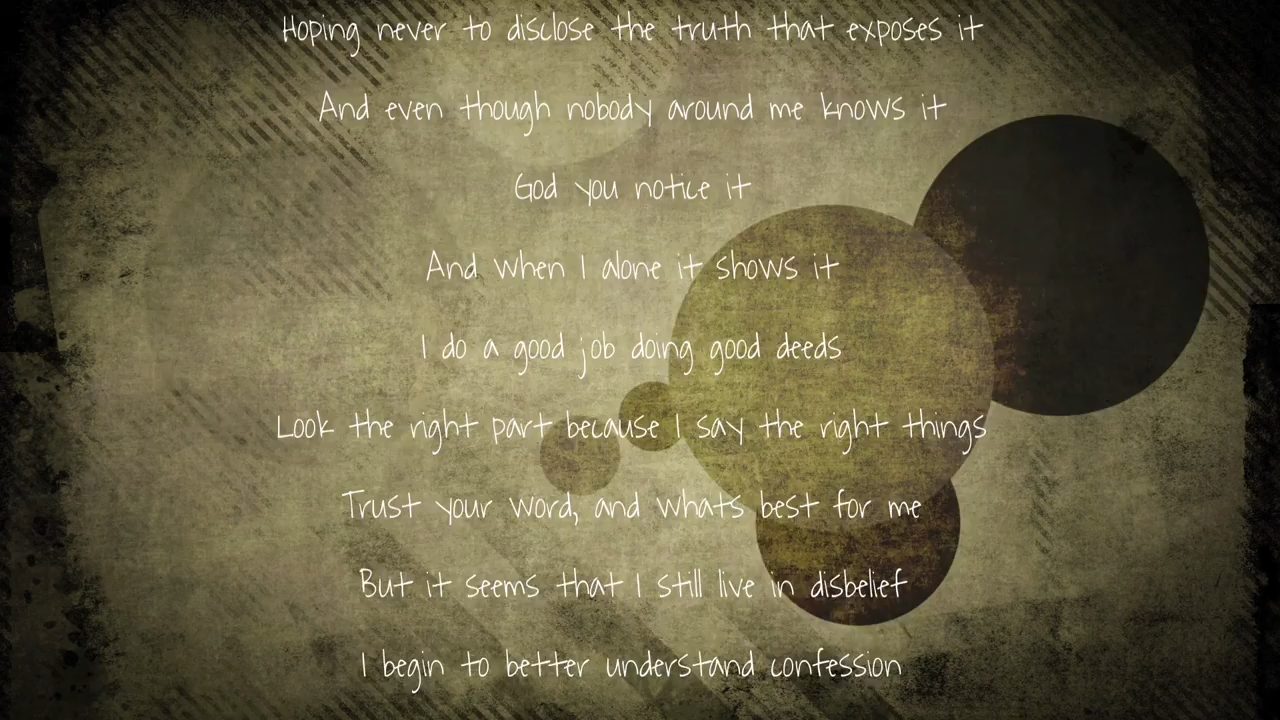 Hoping never to disclose the truth that exposes it
And even though nobody around me knows it
God you notice it
And when I alone it shows it
I do a good job doing good deeds
Look the right part because I say the right things
Trust your word, and whats best for me
But it seems that I still live in disbelief
I begin to better understand confession